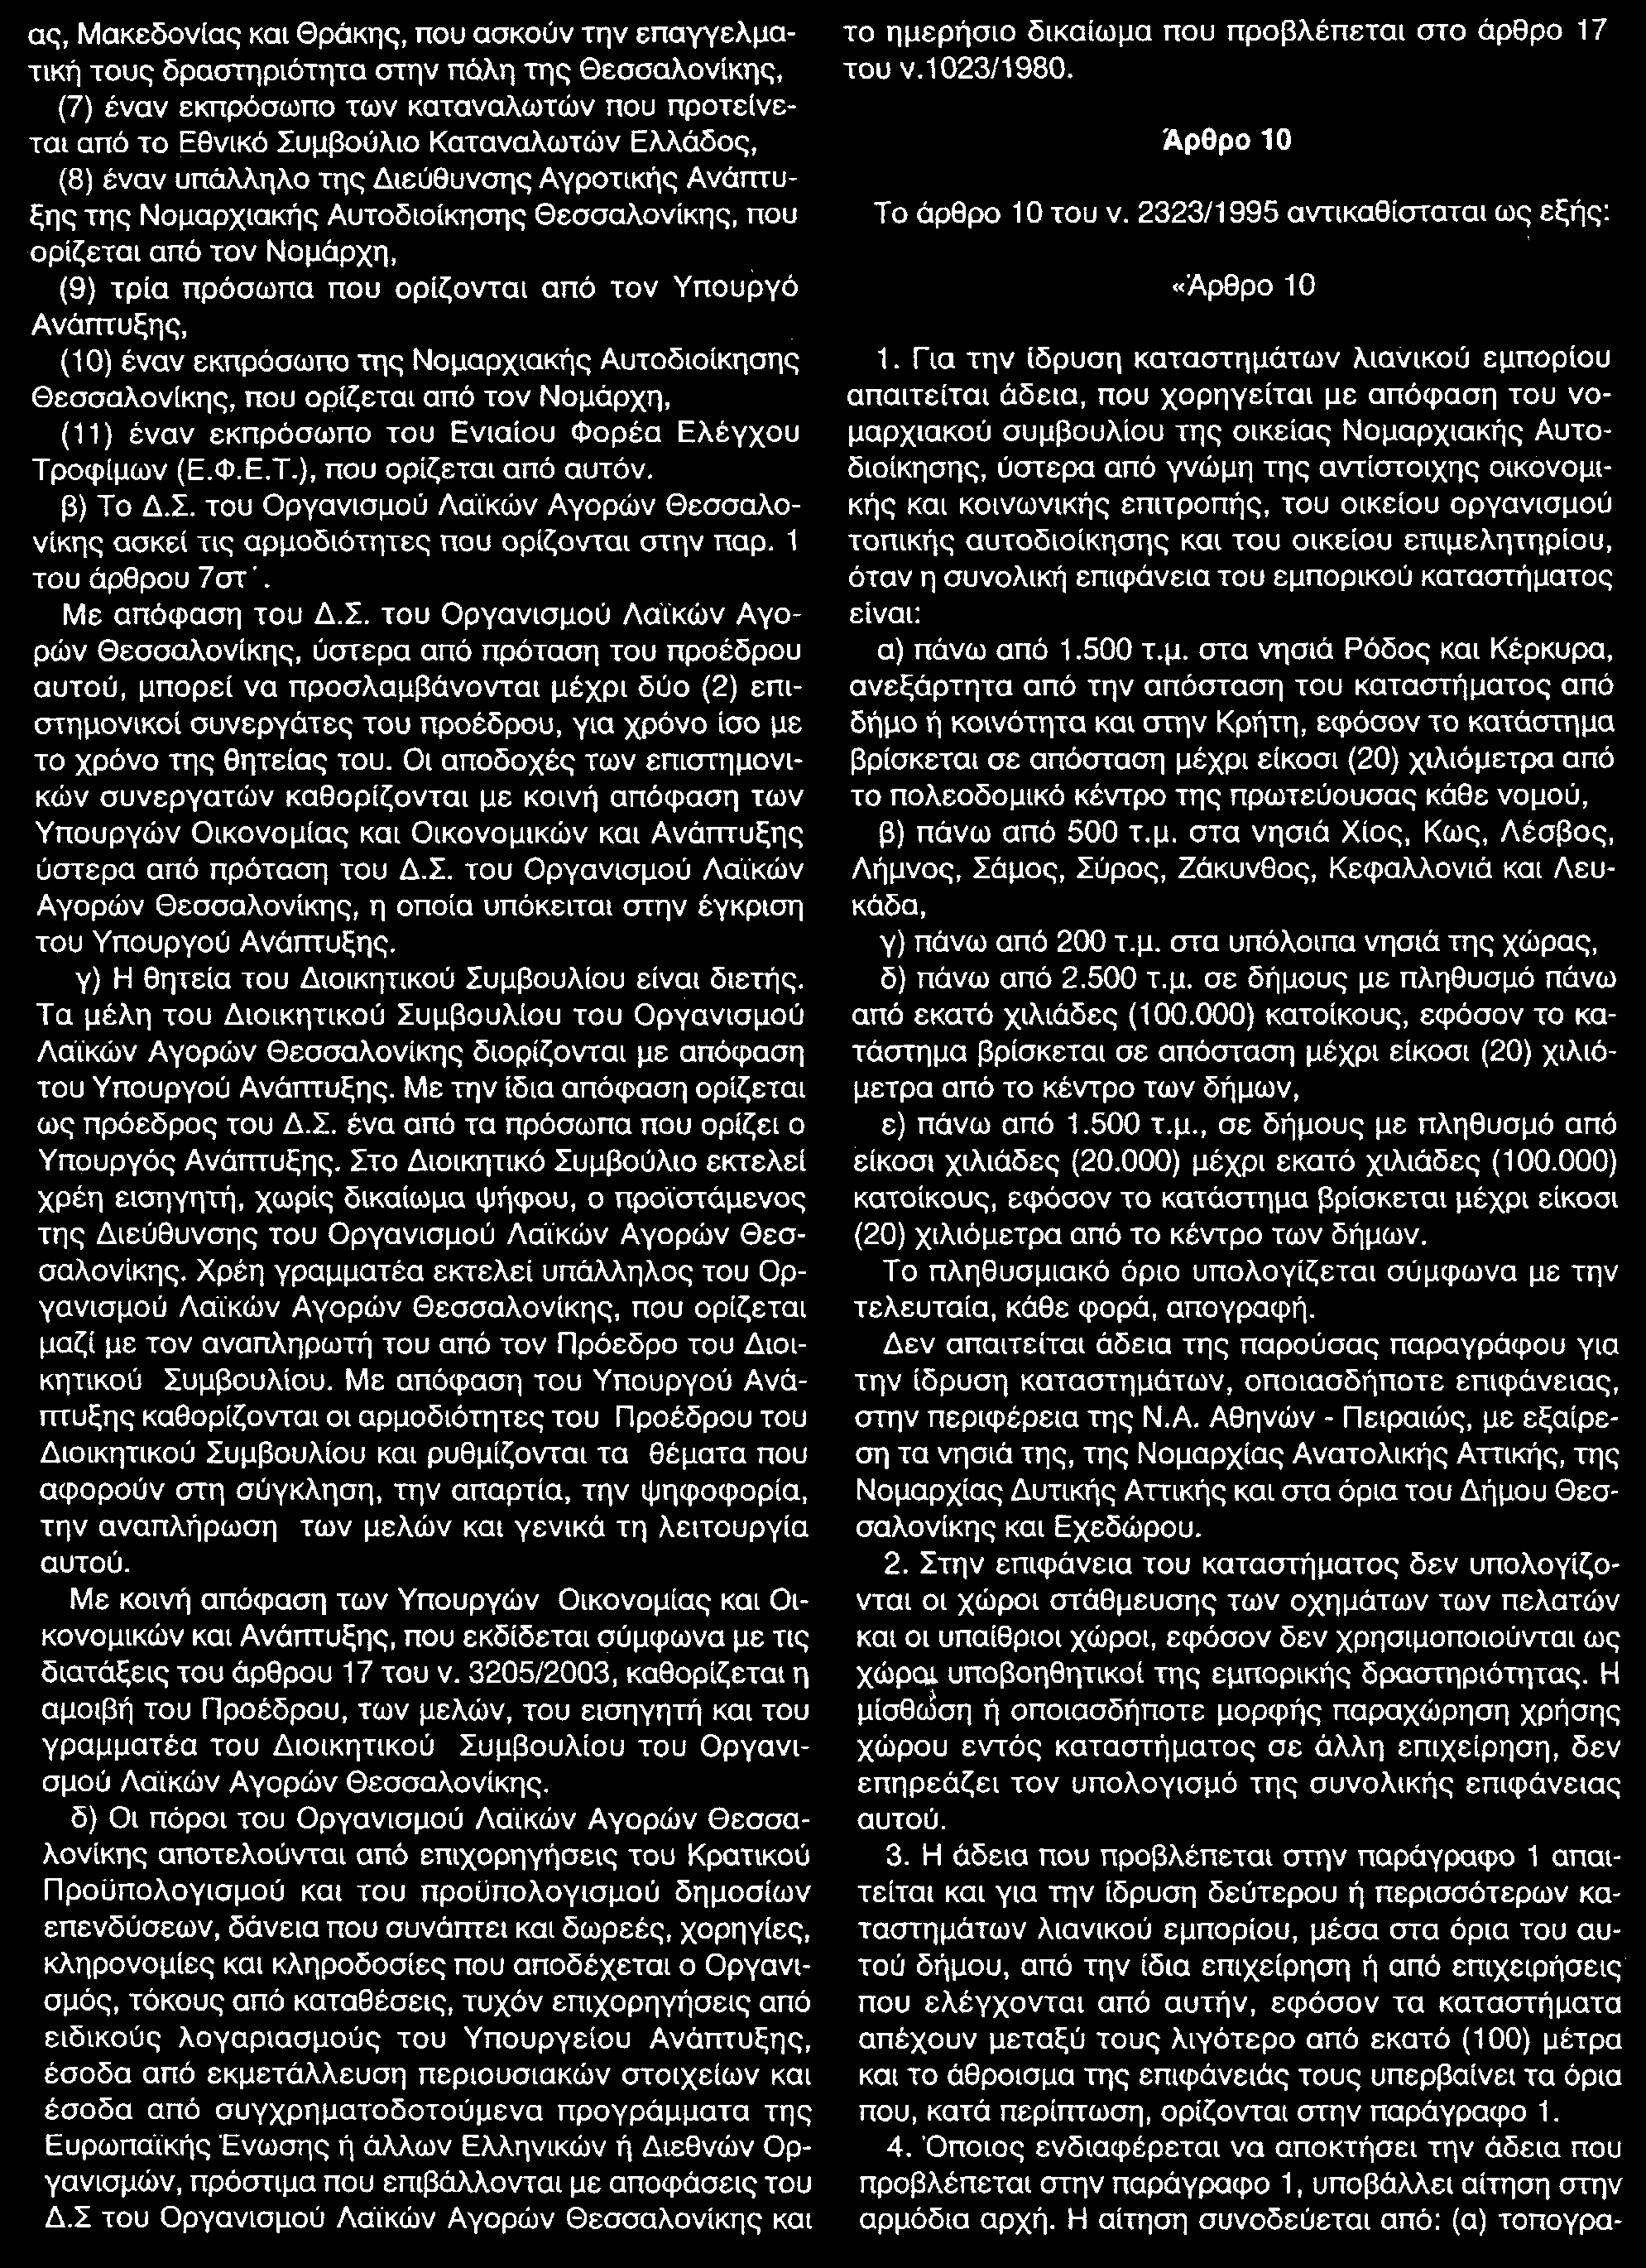 ας, Μακεδονίας και Θράκης, που ασκούν την επαγγελμα-
τική τους δραστηριότητα στην πόλη της Θεσσαλονίκης,
(7) έναν εκπρόσωπο των καταναλωτών που προτείνε-
ται από το Εθνικό Συμβούλιο Καταναλωτών Ελλάδος,
(8) έναν υπάλληλο της Διεύθυνσης Αγροτικής Ανάπτυ-
ξης της Νομαρχιακής Αυτοδιοίκησης Θεσσαλονίκης, που
ορίζεται από τον Νομάρχη,
(9) τρία πρόσωπα που ορίζονται από τον Υπουργό
Ανάπτυξης,
(10) έναν εκπρόσωπο της Νομαρχιακής Αυτοδιοίκησης
Θεσσαλονίκης, που ορίζεται από τον Νομάρχη,
(11) έναν εκπρόσωπο του Ενιαίου Φορέα Ελέγχου
Τροφίμων (Ε.Φ.Ε.Τ.), που ορίζεται από αυτόν.
β) Το Δ.Σ. του Οργανισμού Λαϊκών Αγορών Θεσσαλο-
νίκης ασκεί τις αρμοδιότητες που ορίζονται στην παρ. 1
του άρθρου 7στ΄.
Με απόφαση του Δ.Σ. του Οργανισμού Λαϊκών Αγο-
ρών Θεσσαλονίκης, ύστερα από πρόταση του προέδρου
αυτού, μπορεί να προσλαμβάνονται μέχρι δύο (2) επι-
στημονικοί συνεργάτες του προέδρου, για χρόνο ίσο με
το χρόνο της θητείας του. Οι αποδοχές των επιστημονι-
κών συνεργατών καθορίζονται με κοινή απόφαση των
Υπουργών Οικονομίας και Οικονομικών και Ανάπτυξης
ύστερα από πρόταση του Δ.Σ. του Οργανισμού Λαϊκών
Αγορών Θεσσαλονίκης, η οποία υπόκειται στην έγκριση
του Υπουργού Ανάπτυξης.
γ) Η θητεία του Διοικητικού Συμβουλίου είναι διετής.
Τα μέλη του Διοικητικού Συμβουλίου του Οργανισμού
Λαϊκών Αγορών Θεσσαλονίκης διορίζονται με απόφαση
του Υπουργού Ανάπτυξης. Με την ίδια απόφαση ορίζεται
ως πρόεδρος του Δ.Σ. ένα από τα πρόσωπα που ορίζει ο
Υπουργός Ανάπτυξης. Στο Διοικητικό Συμβούλιο εκτελεί
χρέη εισηγητή, χωρίς δικαίωμα ψήφου, ο προϊστάμενος
της Διεύθυνσης του Οργανισμού Λαϊκών Αγορών Θεσ-
σαλονίκης. Χρέη γραμματέα εκτελεί υπάλληλος του Ορ-
γανισμού Λαϊκών Αγορών Θεσσαλονίκης, που ορίζεται
μαζί με τον αναπληρωτή του από τον Πρόεδρο του Διοι-
κητικού Συμβουλίου. Με απόφαση του Υπουργού Ανά-
πτυξης καθορίζονται οι αρμοδιότητες του Προέδρου του
Διοικητικού Συμβουλίου και ρυθμίζονται τα θέματα που
αφορούν στη σύγκληση, την απαρτία, την ψηφοφορία,
την αναπλήρωση των μελών και γενικά τη λειτουργία
αυτού.
Με κοινή απόφαση των Υπουργών Οικονομίας και Οι-
κονομικών και Ανάπτυξης, που εκδίδεται σύμφωνα με τις
διατάξεις του άρθρου 17 του ν. 3205/2003, καθορίζεται η
αμοιβή του Προέδρου, των μελών, του εισηγητή και του
γραμματέα του Διοικητικού Συμβουλίου του Οργανι-
σμού Λαϊκών Αγορών Θεσσαλονίκης.
δ) Οι πόροι του Οργανισμού Λαϊκών Αγορών Θεσσα-
λονίκης αποτελούνται από επιχορηγήσεις του Κρατικού
Προϋπολογισμού και του προϋπολογισμού δημοσίων
επενδύσεων, δάνεια που συνάπτει και δωρεές, χορηγίες,
κληρονομίες και κληροδοσίες που αποδέχεται ο Οργανι-
σμός, τόκους από καταθέσεις, τυχόν επιχορηγήσεις από
ειδικούς λογαριασμούς του Υπουργείου Ανάπτυξης,
έσοδα από εκμετάλλευση περιουσιακών στοιχείων και
έσοδα από συγχρηματοδοτούμενα προγράμματα της
Ευρωπαϊκής Ένωσης ή άλλων Ελληνικών ή Διεθνών Ορ-
γανισμών, πρόστιμα που επιβάλλονται με αποφάσεις του
Δ.Σ του Οργανισμού Λαϊκών Αγορών Θεσσαλονίκης και
το ημερήσιο δικαίωμα που προβλέπεται στο άρθρο 17
του ν.1023/1980.
Άρθρο 10
Το άρθρο 10 του ν. 2323/1995 αντικαθίσταται ως εξής:
«Άρθρο 10
1. Για την ίδρυση καταστημάτων λιανικού εμπορίου
απαιτείται άδεια, που χορηγείται με απόφαση του νο-
μαρχιακού συμβουλίου της οικείας Νομαρχιακής Αυτο-
διοίκησης, ύστερα από γνώμη της αντίστοιχης οικονομι-
κής και κοινωνικής επιτροπής, του οικείου οργανισμού
τοπικής αυτοδιοίκησης και του οικείου επιμελητηρίου,
όταν η συνολική επιφάνεια του εμπορικού καταστήματος
είναι:
α) πάνω από 1.500 τ.μ. στα νησιά Ρόδος και Κέρκυρα,
ανεξάρτητα από την απόσταση του καταστήματος από
δήμο ή κοινότητα και στην Κρήτη, εφόσον το κατάστημα
βρίσκεται σε απόσταση μέχρι είκοσι (20) χιλιόμετρα από
το πολεοδομικό κέντρο της πρωτεύουσας κάθε νομού,
β) πάνω από 500 τ.μ. στα νησιά Χίος, Κως, Λέσβος,
Λήμνος, Σάμος, Σύρος, Ζάκυνθος, Κεφαλλονιά και Λευ-
κάδα,
γ) πάνω από 200 τ.μ. στα υπόλοιπα νησιά της χώρας,
δ) πάνω από 2.500 τ.μ. σε δήμους με πληθυσμό πάνω
από εκατό χιλιάδες (100.000) κατοίκους, εφόσον το κα-
τάστημα βρίσκεται σε απόσταση μέχρι είκοσι (20) χιλιό-
μετρα από το κέντρο των δήμων,
ε) πάνω από 1.500 τ.μ., σε δήμους με πληθυσμό από
είκοσι χιλιάδες (20.000) μέχρι εκατό χιλιάδες (100.000)
κατοίκους, εφόσον το κατάστημα βρίσκεται μέχρι είκοσι
(20) χιλιόμετρα από το κέντρο των δήμων.
Το πληθυσμιακό όριο υπολογίζεται σύμφωνα με την
τελευταία, κάθε φορά, απογραφή.
Δεν απαιτείται άδεια της παρούσας παραγράφου για
την ίδρυση καταστημάτων, οποιασδήποτε επιφάνειας,
στην περιφέρεια της Ν.Α. Αθηνών - Πειραιώς, με εξαίρε-
ση τα νησιά της, της Νομαρχίας Ανατολικής Αττικής, της
Νομαρχίας Δυτικής Αττικής και στα όρια του Δήμου Θεσ-
σαλονίκης και Εχεδώρου.
2. Στην επιφάνεια του καταστήματος δεν υπολογίζο-
νται οι χώροι στάθμευσης των οχημάτων των πελατών
και οι υπαίθριοι χώροι, εφόσον δεν χρησιμοποιούνται ως
χώροι υποβοηθητικοί της εμπορικής δραστηριότητας. Η
μίσθωση ή οποιασδήποτε μορφής παραχώρηση χρήσης
χώρου εντός καταστήματος σε άλλη επιχείρηση, δεν
επηρεάζει τον υπολογισμό της συνολικής επιφάνειας
αυτού.
3. Η άδεια που προβλέπεται στην παράγραφο 1 απαι-
τείται και για την ίδρυση δεύτερου ή περισσότερων κα-
ταστημάτων λιανικού εμπορίου, μέσα στα όρια του αυ-
τού δήμου, από την ίδια επιχείρηση ή από επιχειρήσεις
που ελέγχονται από αυτήν, εφόσον τα καταστήματα
απέχουν μεταξύ τους λιγότερο από εκατό (100) μέτρα
και το άθροισμα της επιφάνειάς τους υπερβαίνει τα όρια
που, κατά περίπτωση, ορίζονται στην παράγραφο 1.
4. Όποιος ενδιαφέρεται να αποκτήσει την άδεια που
προβλέπεται στην παράγραφο 1, υποβάλλει αίτηση στην
αρμόδια αρχή. Η αίτηση συνοδεύεται από: (α) τοπογρα-